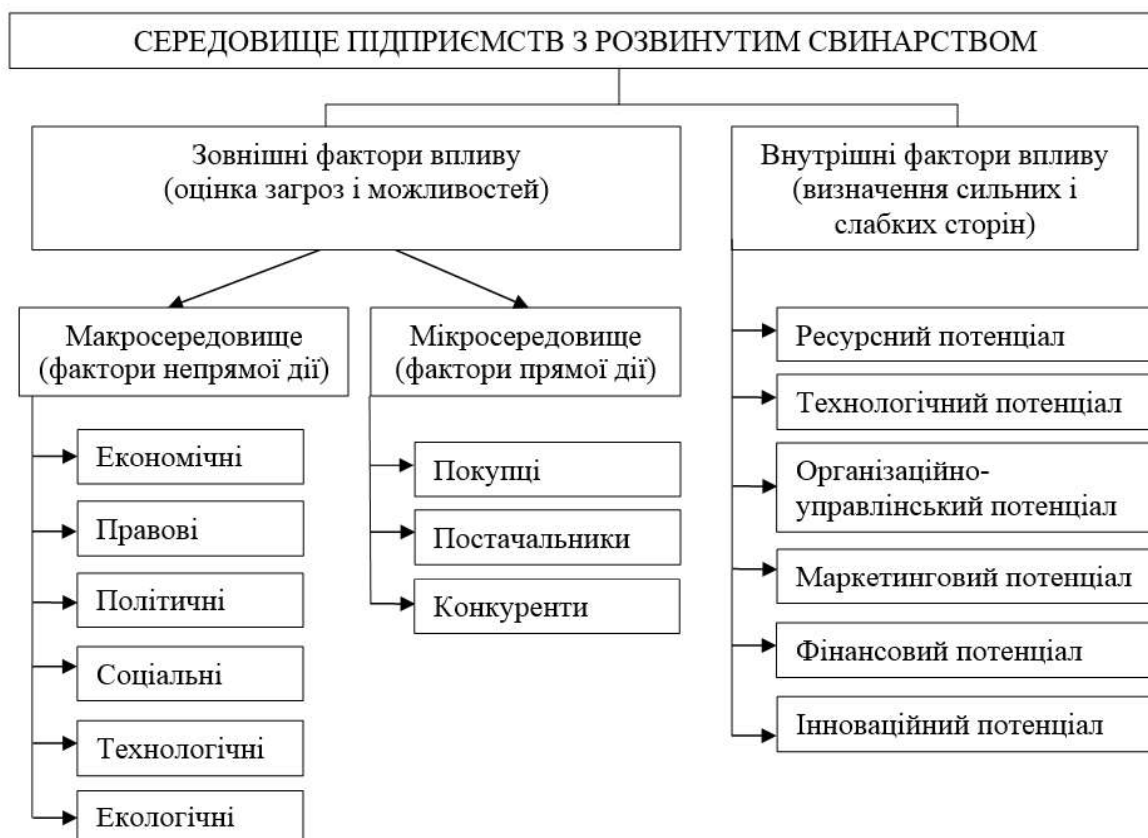 СЕРЕДОВИЩЕ ПІДПРИЄМСТВ З РОЗВИНУТИМ СВИНАРСТВОМ
Зовнішні фактори впливу
(оцінка загроз і можливостей)
Внутрішні фактори впливу
(визначення сильних і
слабких сторін)
Макросередовище
(фактори непрямої дії)
Економічні
Правові
Політичні
Соціальні
Технологічні
Екологічні
Мікросередовище
(фактори прямої дії)
Покупці
Постачальники
Конкуренти
Ресурсний потенціал
Технологічний потенціал
Організаційно-
управлінський потенціал
Маркетинговий потенціал
Фінансовий потенціал
Інноваційний потенціал